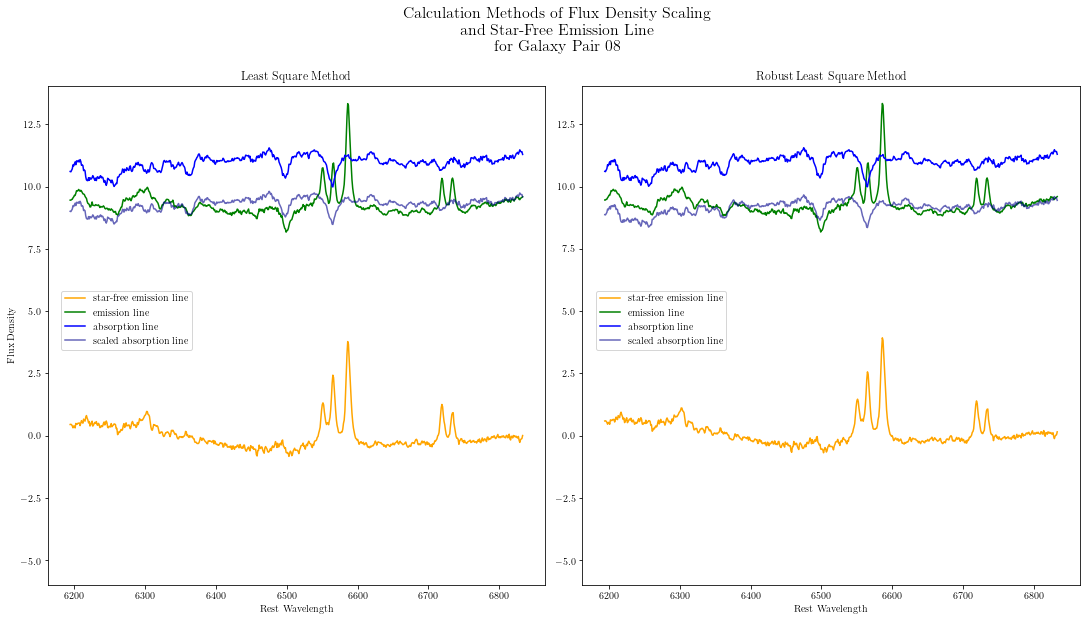 Calculation Methods of Flux Density Scaling
and Star-Free Emission Line
for Galaxy Pair 08
Least Square Method
12.5
10.0
7.5
5.0
2.5
0.0
−2.5
−5.0
Flux Density
star-free emission line
emission line
absorption line
scaled absorption line
6200 6300 6400 6500 6600 6700 6800
Rest Wavelength
Robust Least Square Method
12.5
10.0
7.5
5.0
2.5
0.0
−2.5
−5.0
star-free emission line
emission line
absorption line
scaled absorption line
6200 6300 6400 6500 6600 6700 6800
Rest Wavelength